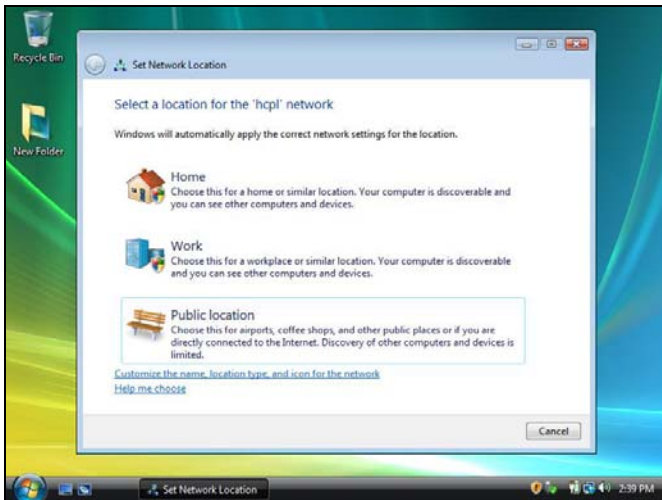 Recycle Bin
New Folder
Set Network Location
Select a location for the 'hcpl' network
Windows will automatically apply the correct network settings for the location.
Home
Choose this for a home or similar location. Your computer is discoverable and
you can see other computers and devices.
Work
Choose this for a workplace or similar location. Your computer is discoverable
and you can see other computers and devices.
Public location
Choose this for airports, coffee shops, and other public places or if you are
directly connected to the Internet. Discovery of other computers and devices is
limited.
Customize the name, location type, and icon for the network
Help me choose
Cancel
Set Network Location
2:39 PM